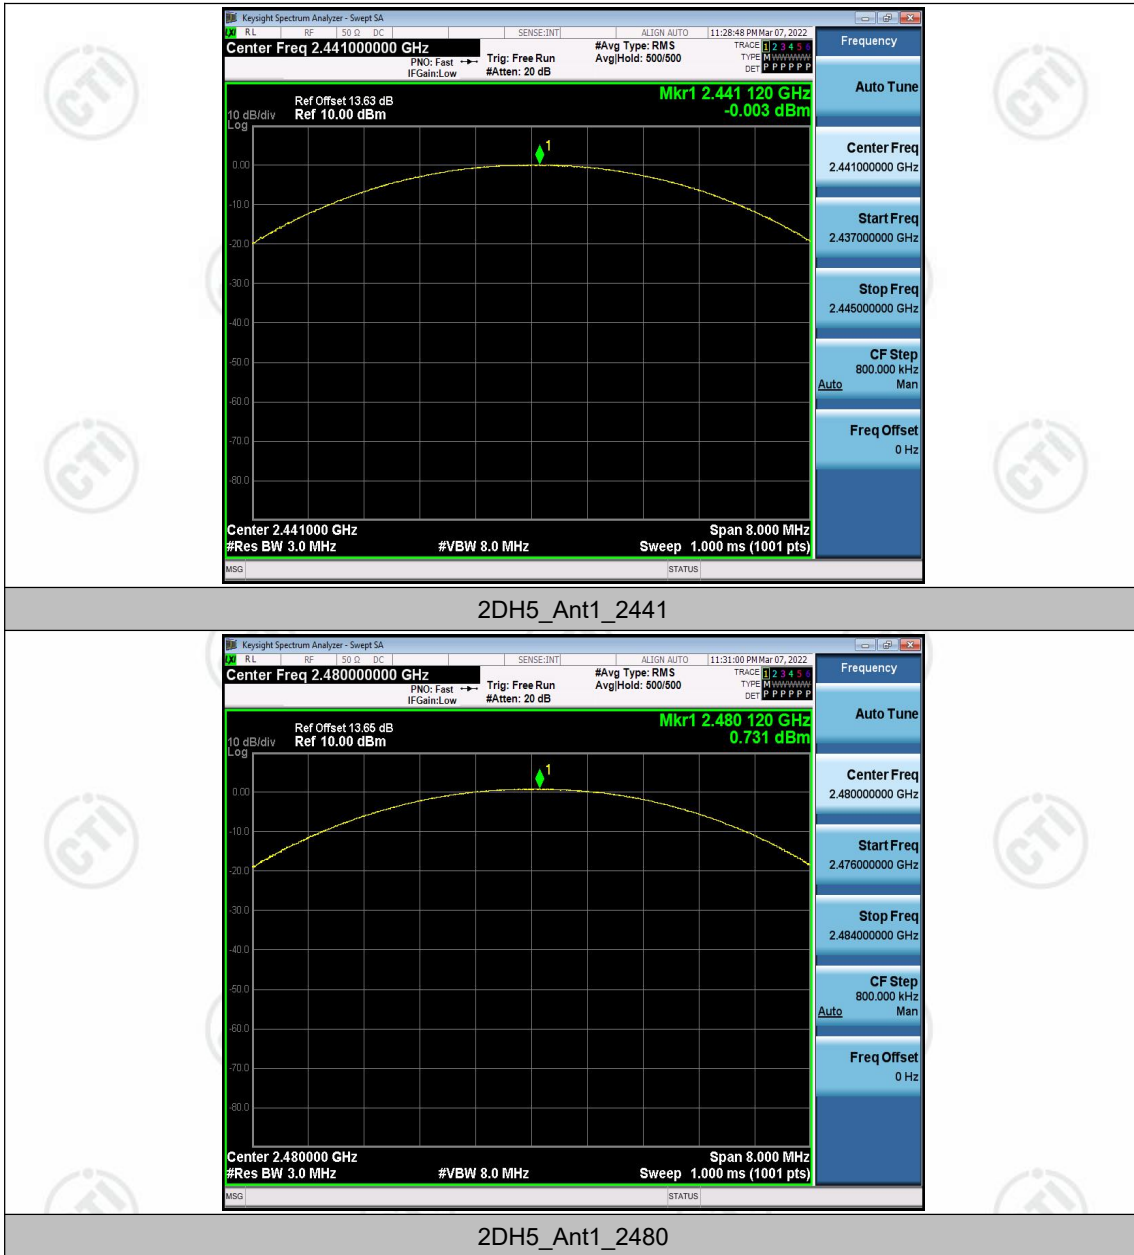 Keysight Spectrum Analyzer - Swept SA
LXI RL RF 50 Ω DC SENSE:INT ALIGN AUTO 11:28:48 PM Mar 07, 2022
Center Freq 2.441000000 GHz
PNO: Fast
IFGain:Low
Trig: Free Run
#Atten: 20 dB
#Avg Type: RMS
Avg|Hold: 500/500
TRACE 1 2 3 4 5 6
TYPE M WWWWW
DET P P P P P P
Ref Offset 13.63 dB
10 dB/div Ref 10.00 dBm
Log
Mkr1 2.441 120 GHz
-0.003 dBm
1
0.00
-10.0
-20.0
-30.0
-40.0
-50.0
-60.0
-70.0
-80.0
Center 2.441000 GHz Span 8.000 MHz
#Res BW 3.0 MHz #VBW 8.0 MHz Sweep 1.000 ms (1001 pts)
MSG STATUS
Frequency
Auto Tune
Center Freq
2.441000000 GHz
Start Freq
2.437000000 GHz
Stop Freq
2.445000000 GHz
CF Step
800.000 kHz
Auto Man
Freq Offset
0 Hz
2DH5_Ant1_2441
Keysight Spectrum Analyzer - Swept SA
LXI RL RF 50 Ω DC SENSE:INT ALIGN AUTO 11:31:00 PM Mar 07, 2022
Center Freq 2.480000000 GHz
PNO: Fast
IFGain:Low
Trig: Free Run
#Atten: 20 dB
#Avg Type: RMS
Avg|Hold: 500/500
TRACE 1 2 3 4 5 6
TYPE M WWWWW
DET P P P P P P
Ref Offset 13.65 dB
10 dB/div Ref 10.00 dBm
Log
Mkr1 2.480 120 GHz
0.731 dBm
1
0.00
-10.0
-20.0
-30.0
-40.0
-50.0
-60.0
-70.0
-80.0
Center 2.480000 GHz Span 8.000 MHz
#Res BW 3.0 MHz #VBW 8.0 MHz Sweep 1.000 ms (1001 pts)
MSG STATUS
Frequency
Auto Tune
Center Freq
2.480000000 GHz
Start Freq
2.476000000 GHz
Stop Freq
2.484000000 GHz
CF Step
800.000 kHz
Auto Man
Freq Offset
0 Hz
2DH5_Ant1_2480
CTI
CTI
CTI
CTI
CTI
CTI